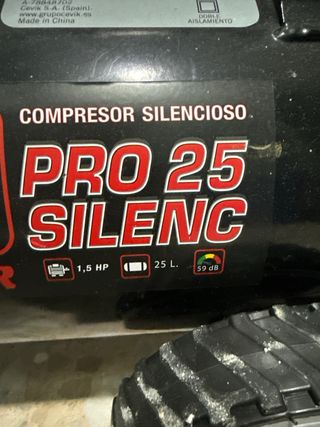 A-78848702
Cevik S.A. (Spain).
www.grupocevik.es
Made in China
DOBLE
AISLAMIENTO
COMPRESOR SILENCIOSO
PRO 25
SILENC
R
1,5 HP
25 L.
59 dB